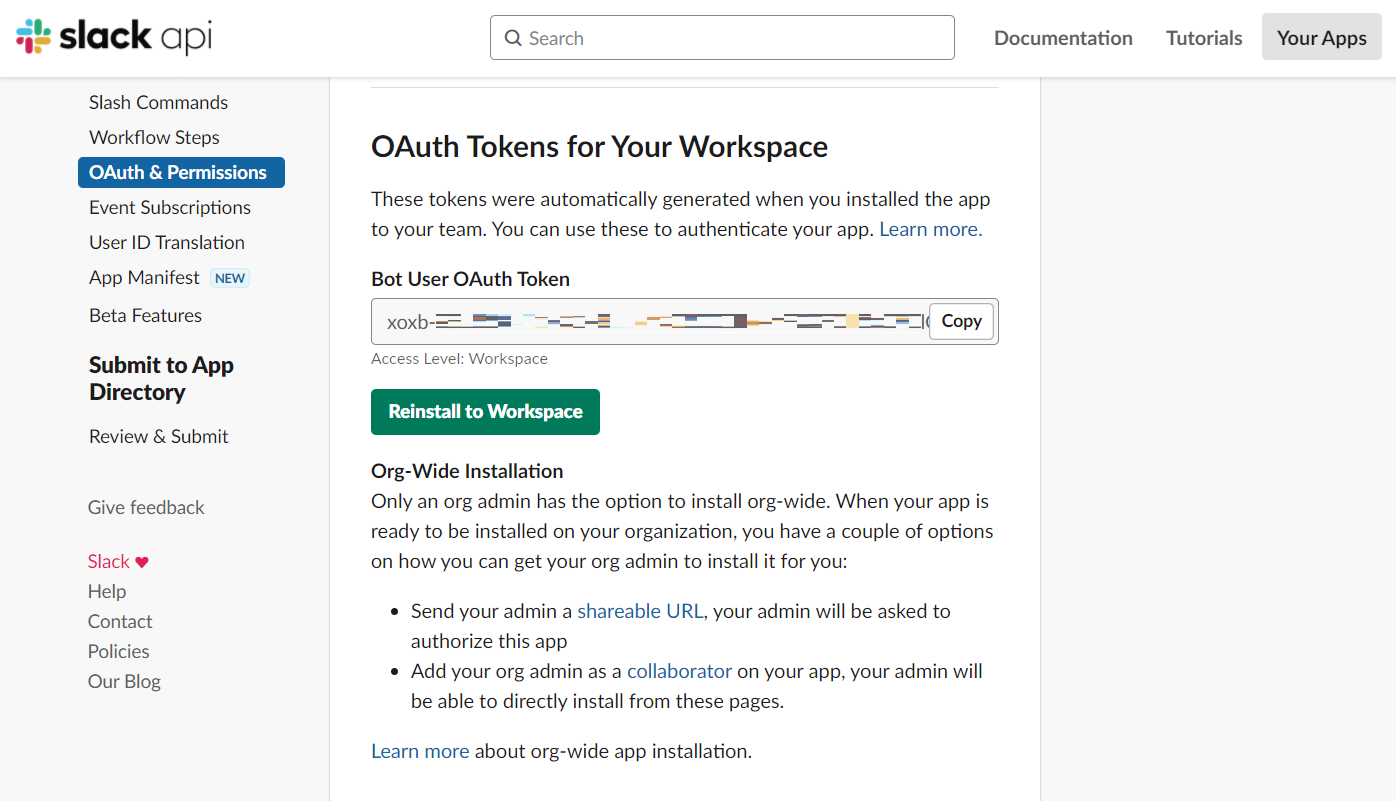 slack api
Search
Documentation
Tutorials
Your Apps
Slash Commands
Workflow Steps
OAuth & Permissions
Event Subscriptions
User ID Translation
App Manifest NEW
Beta Features
Submit to App
Directory
Review & Submit
Give feedback
Slack ♥
Help
Contact
Policies
Our Blog
OAuth Tokens for Your Workspace
These tokens were automatically generated when you installed the app
to your team. You can use these to authenticate your app. Learn more.
Bot User OAuth Token
xoxb-
Copy
Access Level: Workspace
Reinstall to Workspace
Org-Wide Installation
Only an org admin has the option to install org-wide. When your app is
ready to be installed on your organization, you have a couple of options
on how you can get your org admin to install it for you:
• Send your admin a shareable URL, your admin will be asked to
authorize this app
• Add your org admin as a collaborator on your app, your admin will
be able to directly install from these pages.
Learn more about org-wide app installation.